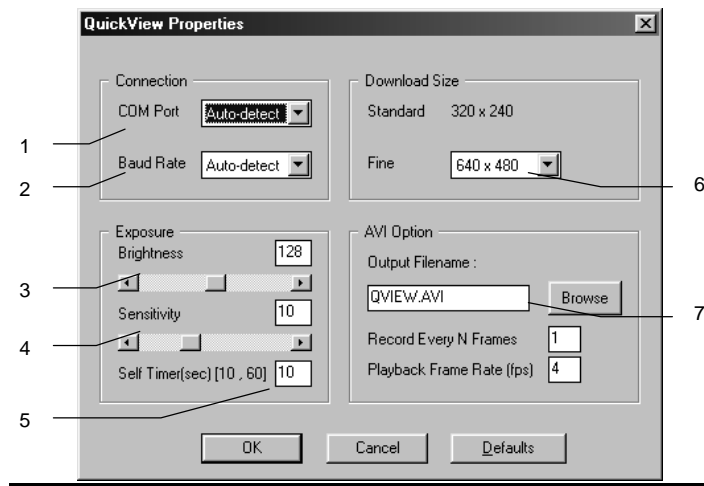 QuickView Properties
Connection
COM Port Auto-detect
Baud Rate Auto-detect
Download Size
Standard 320 x 240
Fine 640 x 480
Exposure
Brightness 128
Sensitivity 10
Self Timer(sec) [10 , 60] 10
AVI Option
Output Filename :
QVIEW.AVI Browse
Record Every N Frames 1
Playback Frame Rate (fps) 4
OK Cancel Defaults
1
2
3
4
5
6
7